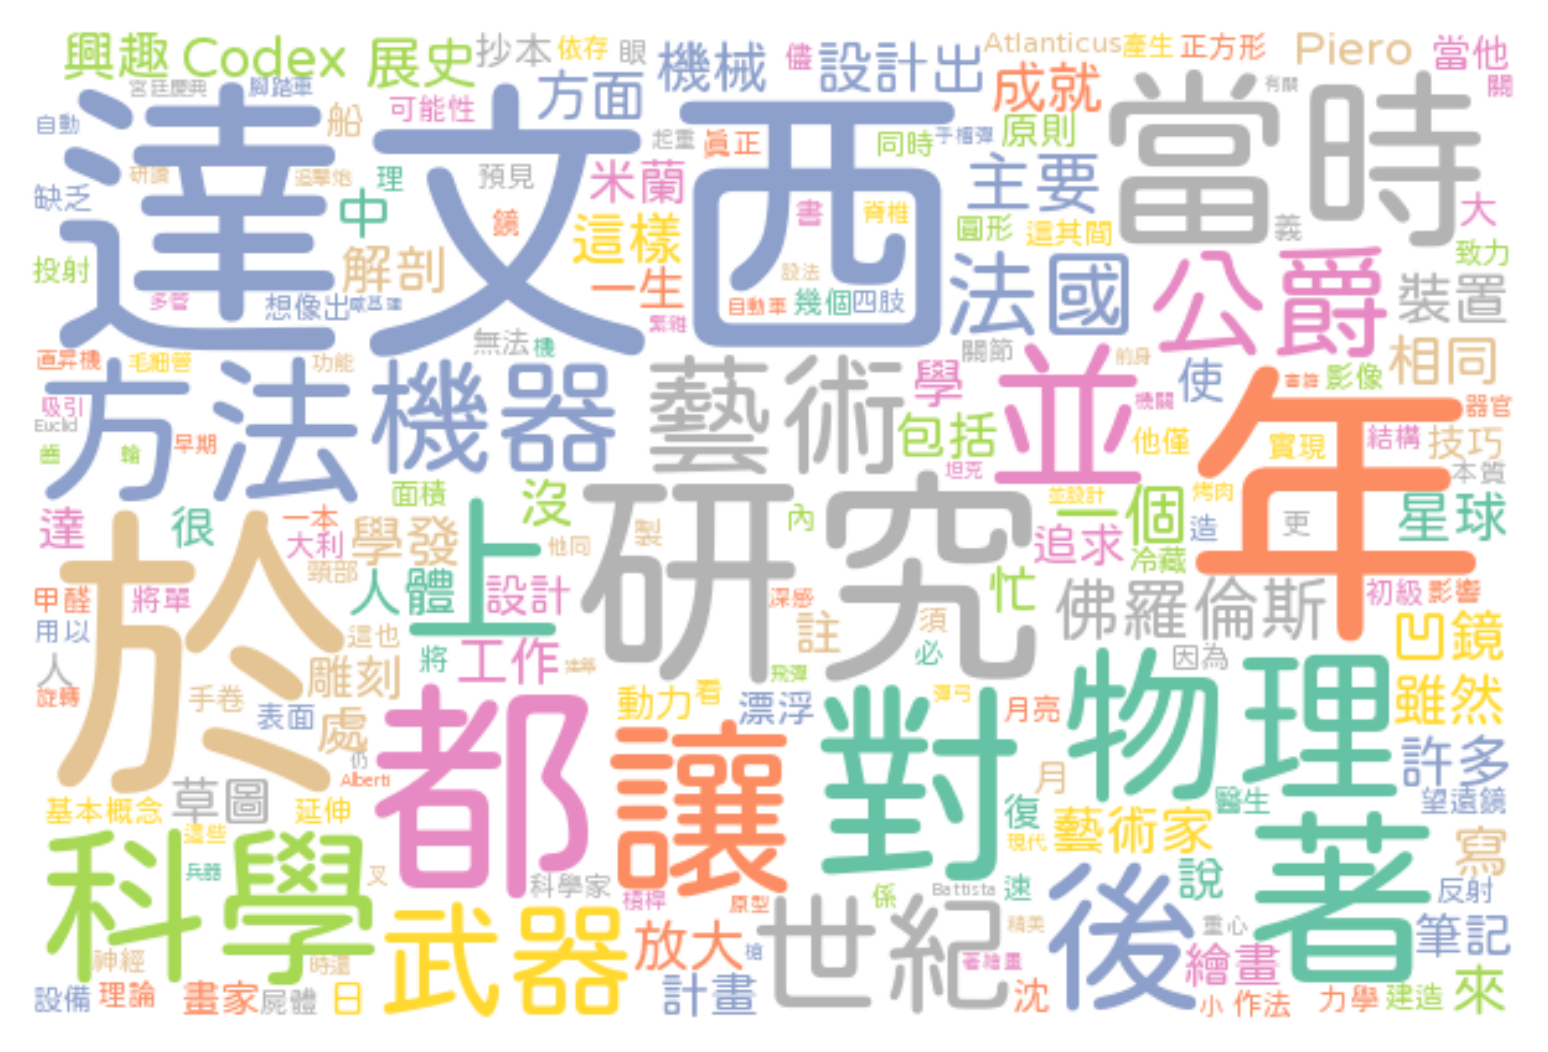 興趣 Codex 展史 抄本 依存 眼 機械 儘 設計出 Atlanticus 產生 正方形 Piero 當他
宮廷慶典 腳踏車 可能性 方面 成就 有關 關
自動 船 起重 眞正 同時 手榴彈 原則
達文西 當時
研讀 追擊炮 理 預見 米蘭 主要
缺乏 中 鏡 這樣 書 脊椎 圓形 這其間 義 大
投射 解剖 一生 設法 法國 公爵 裝置 致力
多管 想像出 自動車 幾個 四肢
繁雜 無法 機 關節
直昇機 毛細管 功能 前身 使 影像 相同
方法 機器 藝術 學 並 年
吸引 機關 器官
Euclid 早期 包括 他僅 實現 結構 技巧
齒 輪 坦克 本質
面積 並設計 烤肉
達 很 一本 學發 上 沒 製 研究 內 一個 造 更 星球
大利 他同 追求 冷藏
頸部
甲醛 將單 人體 設計 深感 忙 佛羅倫斯 初級 影響
於 用以 這也 註 須 凹鏡
人 雕刻 將 工作 飛彈 必 因為
旋轉 手卷 動力 看 彈弓 物理 雖然
表面 處 漂浮 月亮
都 讓 對
仍 Alberti 月 許多
草圖 醫生 望遠鏡
基本概念 延伸 復 藝術家 著
這些 現代 寫
科學 兵器 叉 科學家 槓桿 原型 係 Battista 速 說 反射
武器 世紀 後
放大 槍 精美 重心 筆記
神經 時還 著繪畫 繪畫
設備 理論 畫家 屍體 日 計畫 沈 小 作法 力學 建造 來